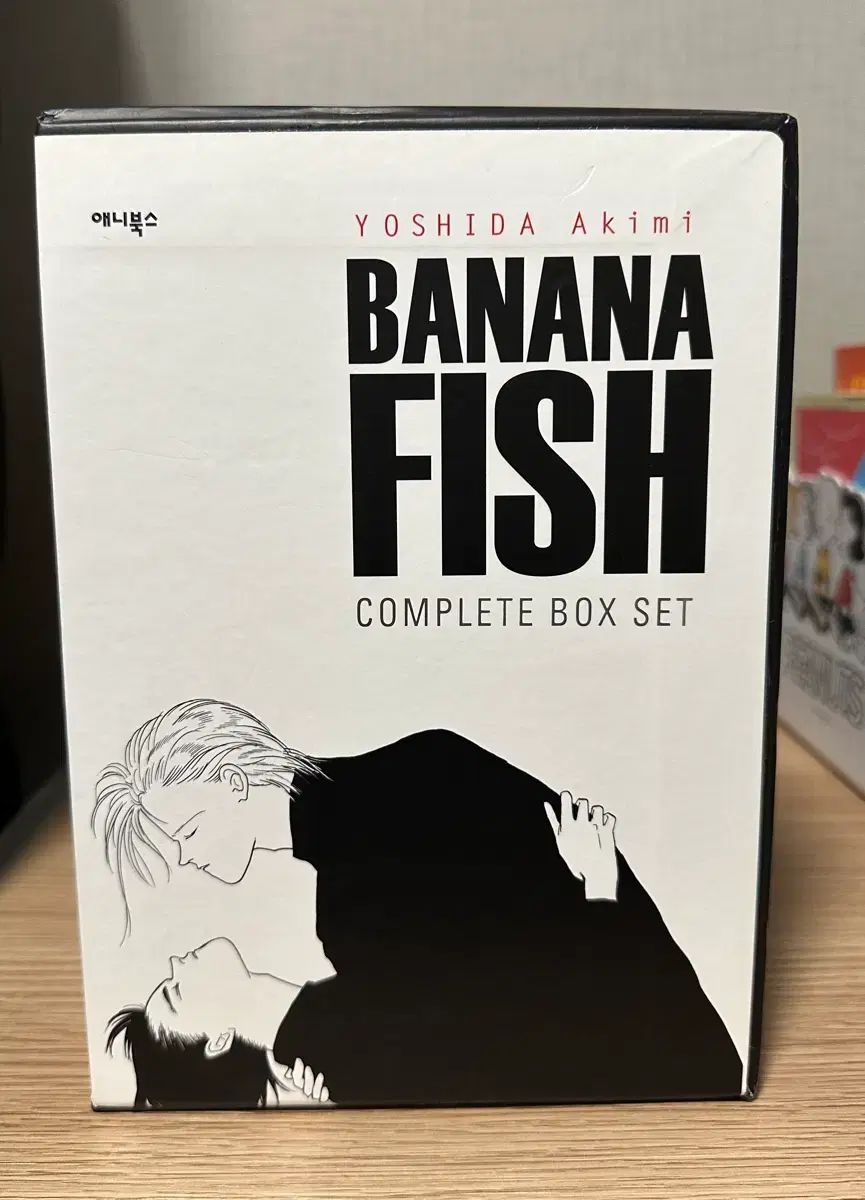 애니북스
YOSHIDA Akimi
BANANA
FISH
COMPLETE BOX SET